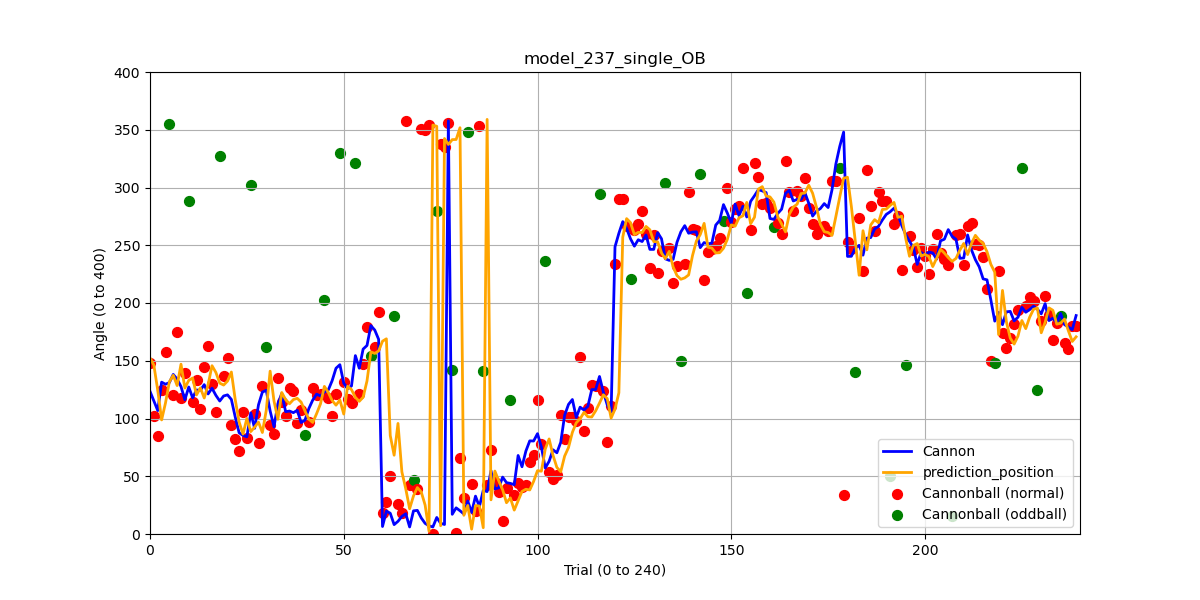 model_237_single_OB
400
350
300
250
200
150
100
50
0
Angle (0 to 400)
0 50 100 150 200
Trial (0 to 240)
Cannon
prediction_position
Cannonball (normal)
Cannonball (oddball)